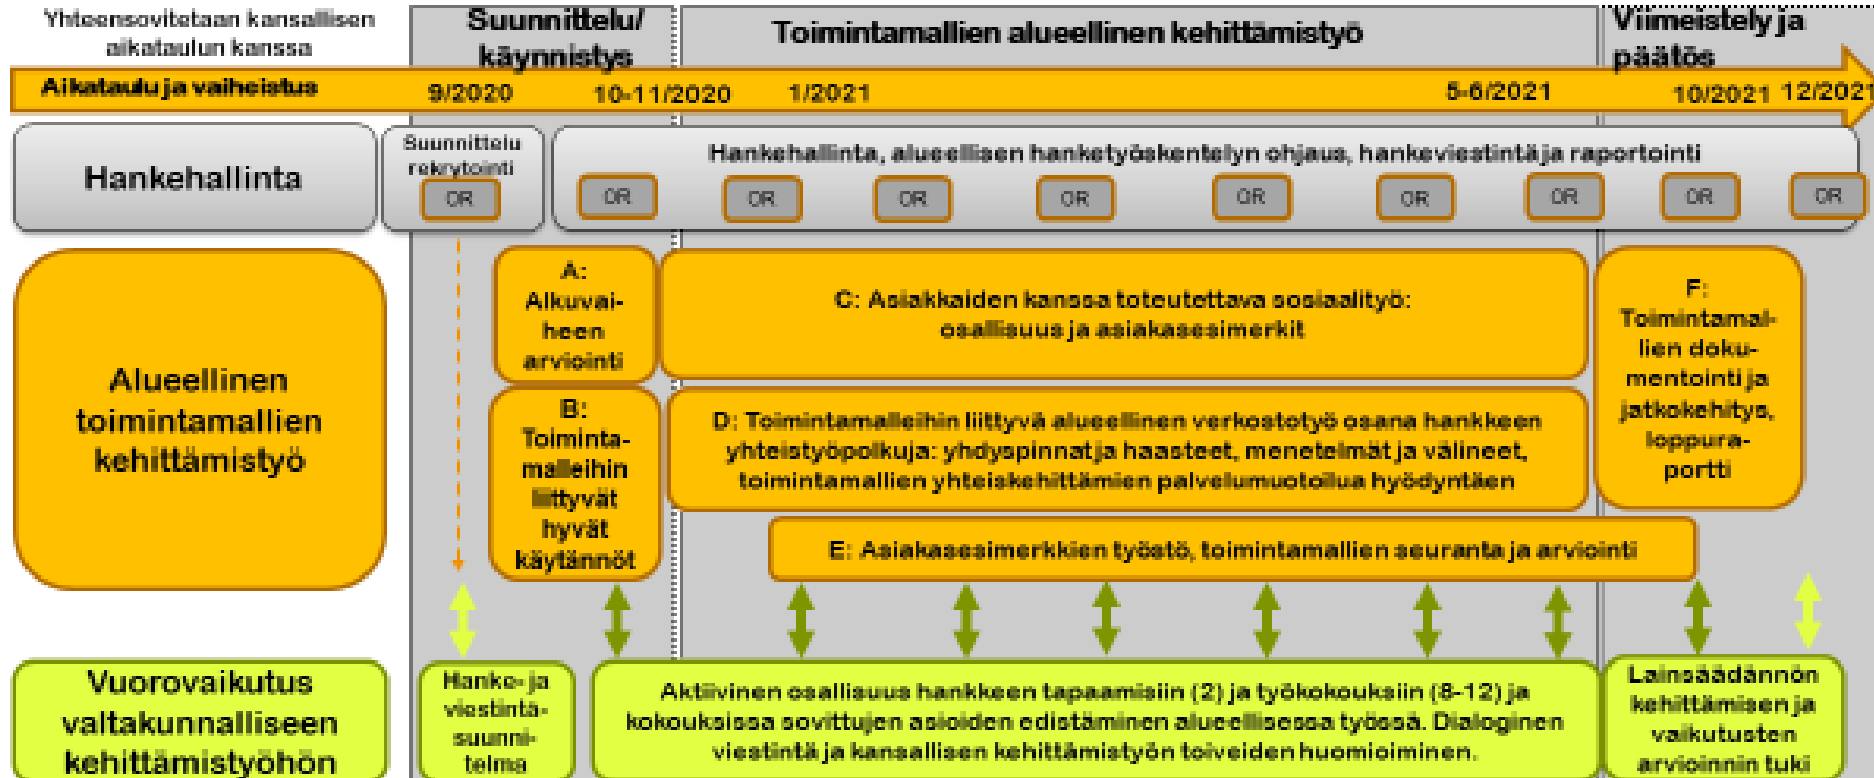 Yhteensovitetaan kansallisen
aikataulun kanssa
Suunnittelu/
käynnistys
Toimintamallien alueellinen kehittämistyö
Viimeistely ja
päätös
Aikataulu ja vaiheistus
9/2020
10-11/2020
1/2021
5-6/2021
10/2021
12/2021
Hankehallinta
Suunnittelu
rekrytointi
OR
Hankehallinta, alueellisen hanketyöskentelyn ohjaus, hankeviestintä ja raportointi
OR
OR
OR
OR
OR
OR
OR
OR
OR
Alueellinen
toimintamallien
kehittämistyö
A:
Alkuvai-
heen
arviointi
B:
Toiminta-
malleihin
liittyvät
hyvät
käytännöt
C: Asiakkaiden kanssa toteutettava sosiaalityö:
osallisuus ja asiakasesimerkit
D: Toimintamalleihin liittyvä alueellinen verkostotyö osana hankkeen
yhteistyöpolkuja: yhdyspinnat ja haasteet, menetelmät ja välineet,
toimintamallien yhteiskehittämien palvelumuotoilua hyödyntäen
E: Asiakasesimerkkien työstö, toimintamallien seuranta ja arviointi
F:
Toimintamal-
lien doku-
mentointi ja
jatkokehitys,
loppura-
portti
Vuorovaikutus
valtakunnalliseen
kehittämistyöhön
Hanke- ja
viestintä-
suunni-
telma
Aktiivinen osallisuus hankkeen tapaamisiin (2) ja työkokouksiin (8-12) ja
kokouksissa sovittujen asioiden edistäminen alueellisessa työssä. Dialoginen
viestintä ja kansallisen kehittämistyön toiveiden huomioiminen.
Lainsäädännön
kehittämisen ja
vaikutusten
arvioinnin tuki